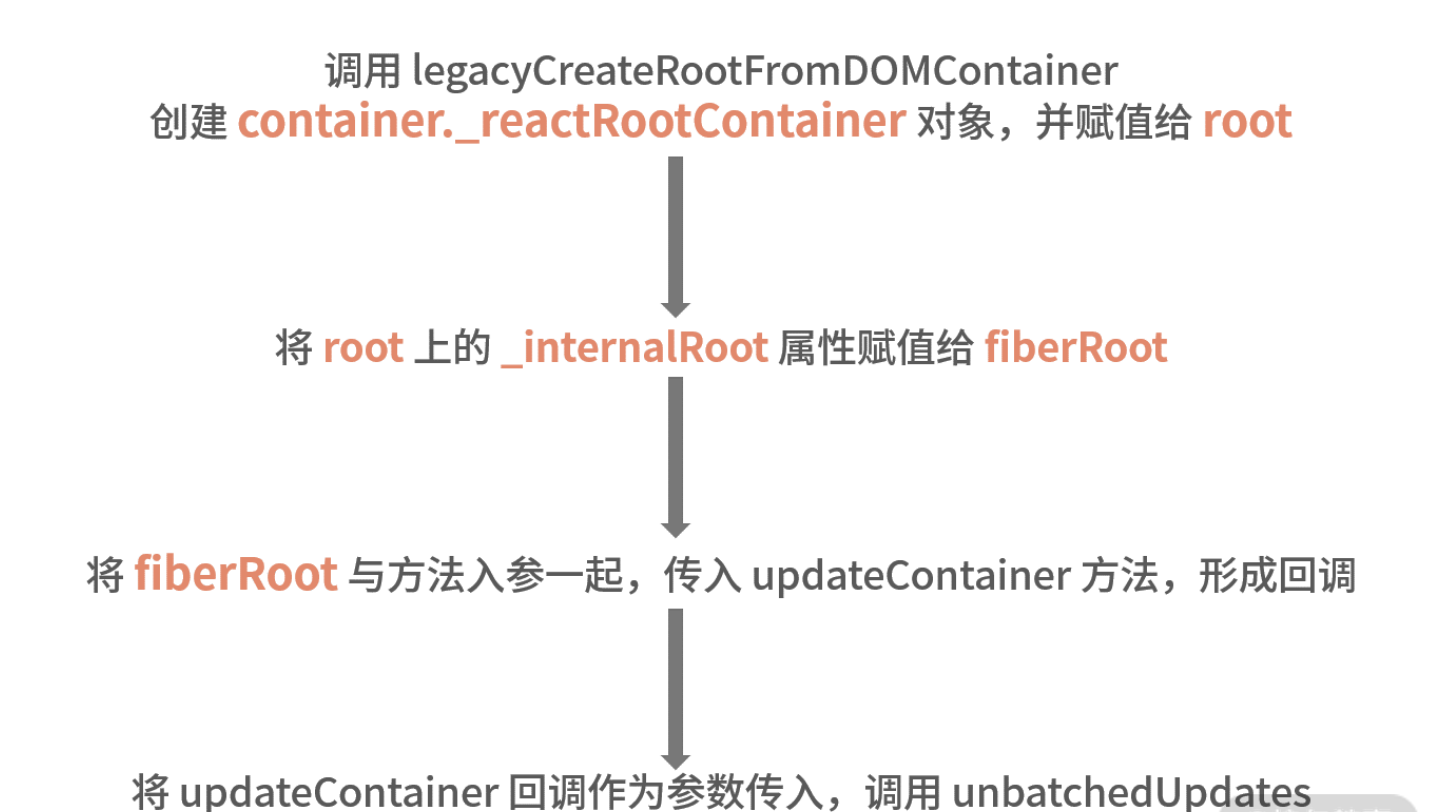 调用 legacyCreateRootFromDOMContainer
创建 container._reactRootContainer 对象，并赋值给 root
将 root 上的 _internalRoot 属性赋值给 fiberRoot
将 fiberRoot 与方法入参一起，传入 updateContainer 方法，形成回调
将 updateContainer 回调作为参数传入，调用 unbatchedUpdates